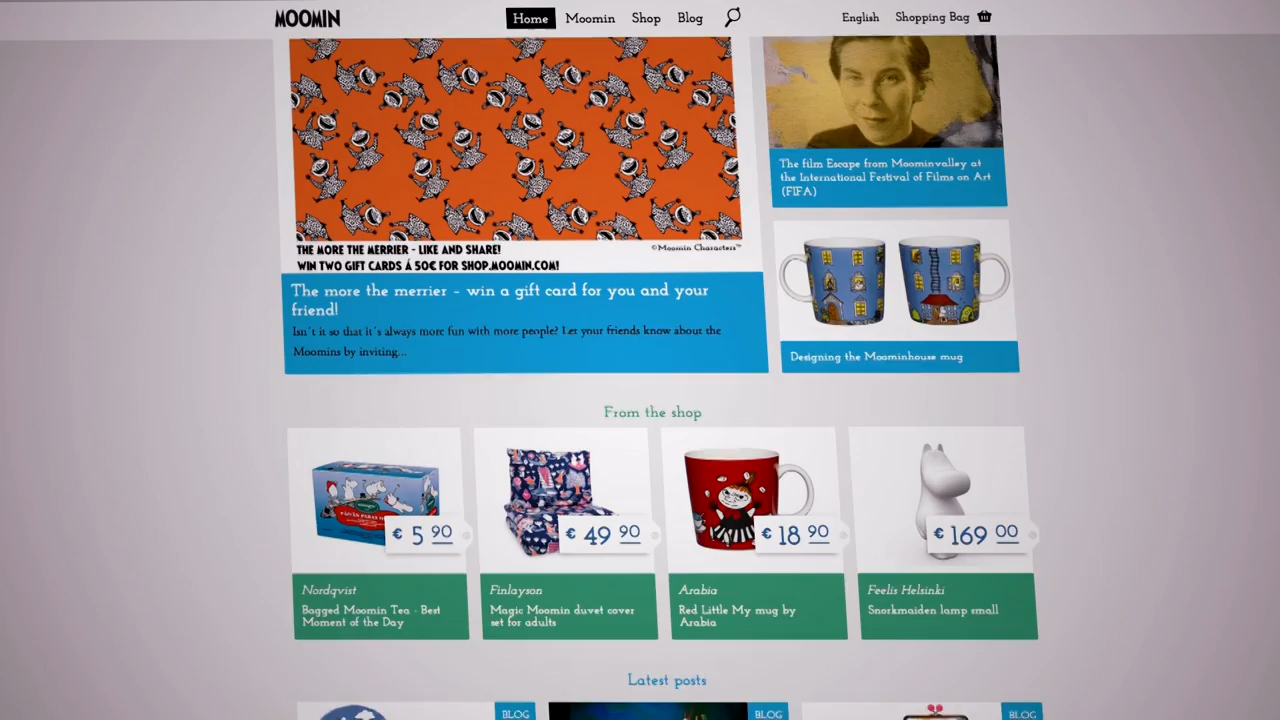 MOOMIN
Home
Moomin
Shop
Blog
English
Shopping Bag
THE MORE THE MERRIER - LIKE AND SHARE!
©Moomin Characters™
WIN TWO GIFT CARDS Á 50€ FOR SHOP.MOOMIN.COM!
The more the merrier - win a gift card for you and your
friend!
Isn´t it so that it´s always more fun with more people? Let your friends know about the
Moomins by inviting...
The film Escape from Moominvalley at
the International Festival of Films on Art
(FIFA)
Designing the Moominhouse mug
From the shop
€ 5 90
Nordqvist
Bagged Moomin Tea - Best
Moment of the Day
€ 49 90
Finlayson
Magic Moomin duvet cover
set for adults
€ 18 90
Arabia
Red Little My mug by
Arabia
€ 169 00
Feelis Helsinki
Snorkmaiden lamp small
Latest posts
BLOG
BLOG
BLOG